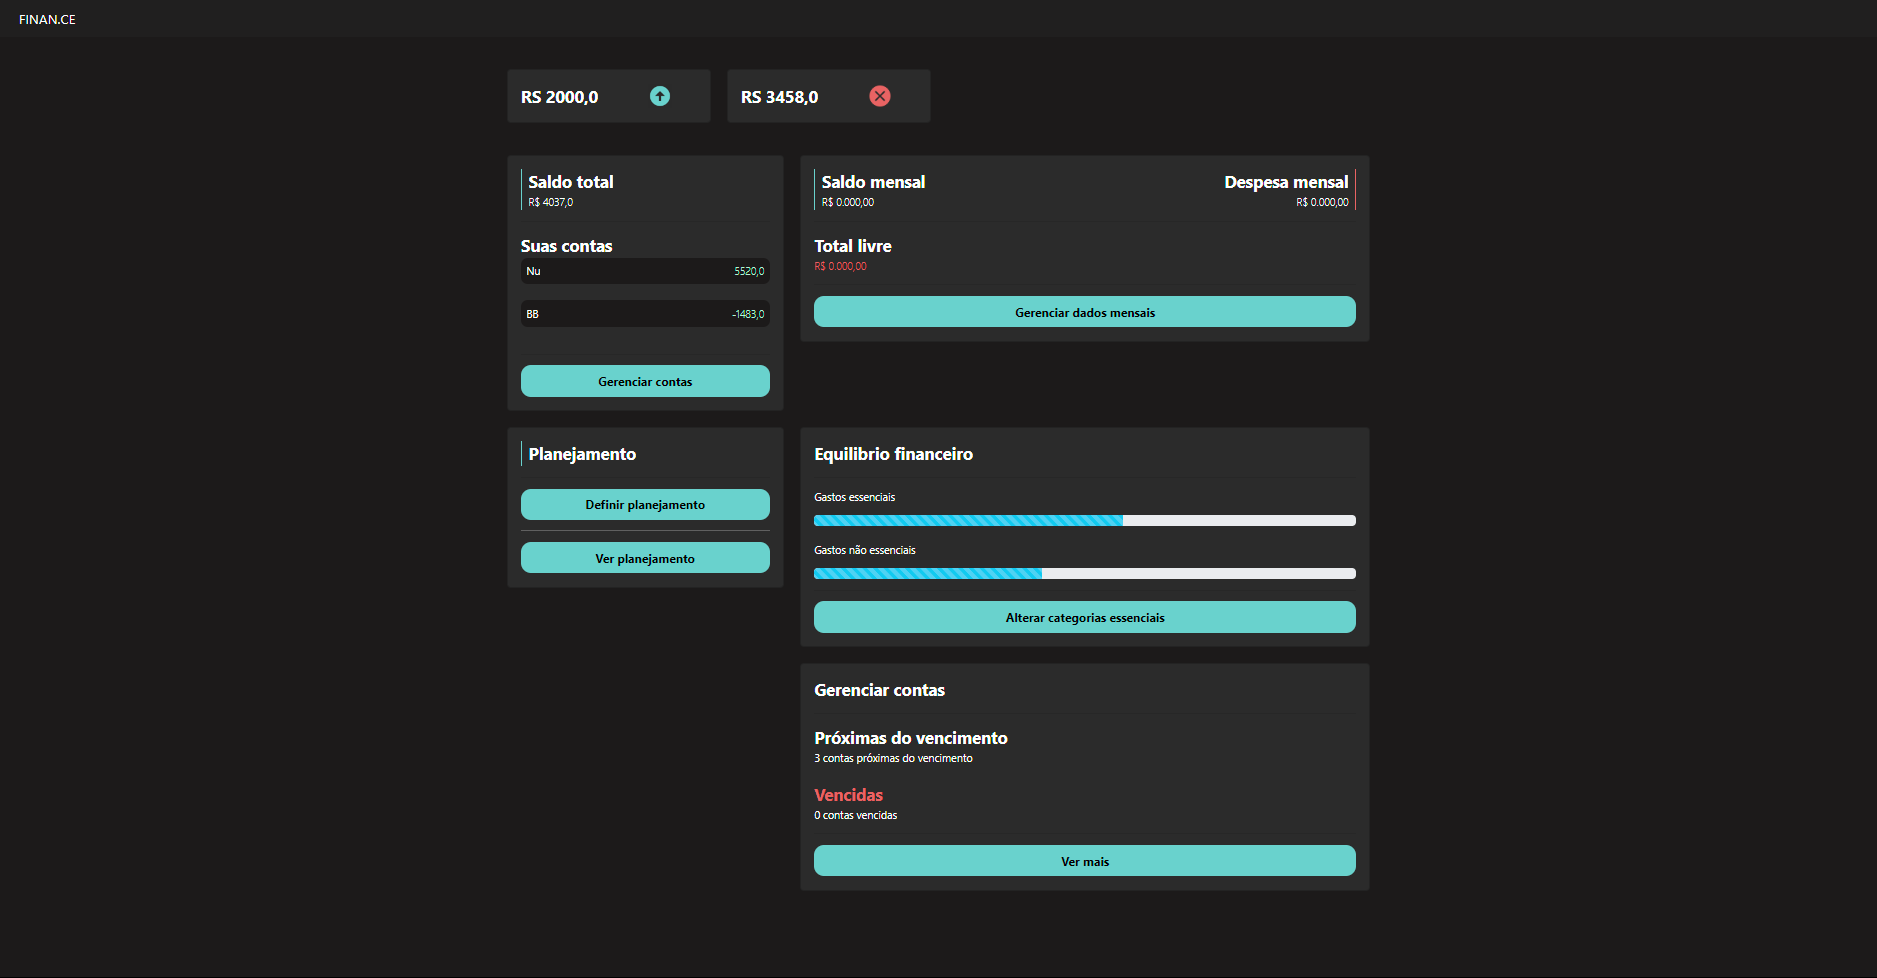 FINAN.CE
RS 2000,0
RS 3458,0
Saldo total
R$ 4037,0
Suas contas
Nu 5520,0
BB -1483,0
Gerenciar contas
Saldo mensal Despesa mensal
R$ 0.000,00 R$ 0.000,00
Total livre
R$ 0.000,00
Gerenciar dados mensais
Planejamento
Definir planejamento
Ver planejamento
Equilibrio financeiro
Gastos essenciais
Gastos não essenciais
Alterar categorias essenciais
Gerenciar contas
Próximas do vencimento
3 contas próximas do vencimento
Vencidas
0 contas vencidas
Ver mais